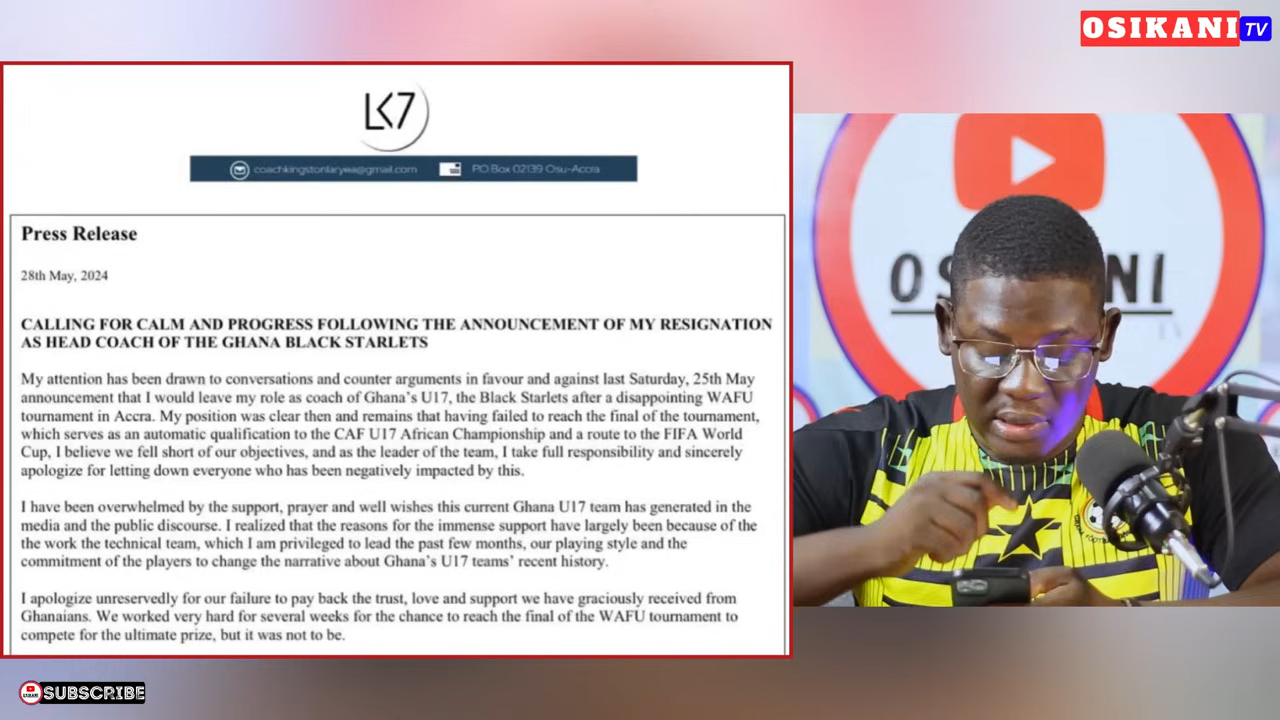 OSIKANI TV
LK7
coachkingstonlaryea@gmail.com PO Box 02139 Osu-Accra
Press Release
28th May, 2024
CALLING FOR CALM AND PROGRESS FOLLOWING THE ANNOUNCEMENT OF MY RESIGNATION
AS HEAD COACH OF THE GHANA BLACK STARLETS
My attention has been drawn to conversations and counter arguments in favour and against last Saturday, 25th May
announcement that I would leave my role as coach of Ghana's U17, the Black Starlets after a disappointing WAFU
tournament in Accra. My position was clear then and remains that having failed to reach the final of the tournament,
which serves as an automatic qualification to the CAF U17 African Championship and a route to the FIFA World
Cup, I believe we fell short of our objectives, and as the leader of the team, I take full responsibility and sincerely
apologize for letting down everyone who has been negatively impacted by this.
I have been overwhelmed by the support, prayer and well wishes this current Ghana U17 team has generated in the
media and the public discourse. I realized that the reasons for the immense support have largely been because of the
the work the technical team, which I am privileged to lead the past few months, our playing style and the
commitment of the players to change the narrative about Ghana's U17 teams' recent history.
I apologize unreservedly for our failure to pay back the trust, love and support we have graciously received from
Ghanaians. We worked very hard for several weeks for the chance to reach the final of the WAFU tournament to
compete for the ultimate prize, but it was not to be.
SUBSCRIBE